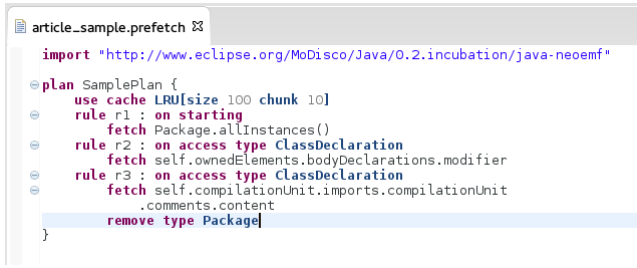 article_sample.prefetch
import "http://www.eclipse.org/MoDisco/Java/0.2.incubation/java-neoemf"
plan SamplePlan {
use cache LRU[size 100 chunk 10]
rule r1 : on starting
fetch Package.allInstances()
rule r2 : on access type ClassDeclaration
fetch self.ownedElements.bodyDeclarations.modifier
rule r3 : on access type ClassDeclaration
fetch self.compilationUnit.imports.compilationUnit
.comments.content
remove type Package
}